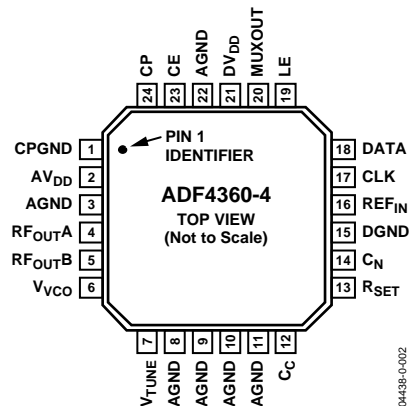 CP
CE
AGND
DVDD
MUXOUT
LE
24
23
22
21
20
19
PIN 1
IDENTIFIER
CPGND 1
AVDD 2
AGND 3
RFOUTA 4
RFOUTB 5
VVCO 6
ADF4360-4
TOP VIEW
(Not to Scale)
18 DATA
17 CLK
16 REFIN
15 DGND
14 CN
13 RSET
7
8
9
10
11
12
VTUNE
AGND
AGND
AGND
AGND
CC
04438-0-002